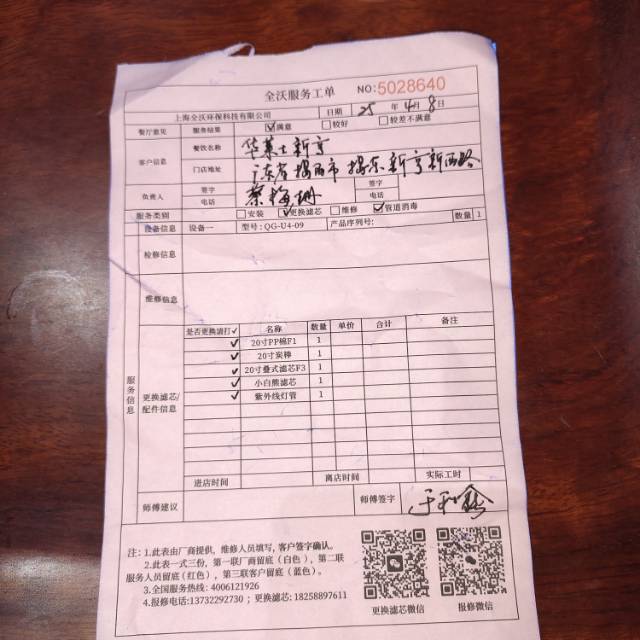 全沃服务工单 NO:5028640
上海全沃环保科技有限公司 日期 25 年 4 月 8 日
餐厅意见 服务结果 ☑满意 □较好 □较差不满意
客户信息 餐饮名称 华莱士新亨
门店地址 广东省揭阳市揭东新亨新西路
负责人 签字 电话 蔡梅珊 签字 电话
服务类别 □安装 ☑更换滤芯 □维修 ☑管道消毒
设备信息 设备一 型号:QG-U4-09 产品序列号: 数量 1
检修信息
维修信息
服务信息
更换滤芯/配件信息
是否更换请打✓ 名称 数量 单价 合计 备注
✓ 20寸PP棉F1 1
✓ 20寸炭棒 1
✓ 20寸叠式滤芯F3 1
✓ 小白熊滤芯 1
✓ 紫外线灯管 1
进店时间 离店时间 实际工时
师傅建议 师傅签字
注:1.此表由厂商提供,维修人员填写,客户签字确认。
2.此表一式三份,第一联厂商留底(白色)、第二联
服务人员留底(红色),第三联客户留底(蓝色)。
3.全国服务热线:4006121926
4.报修电话:13732292730;更换滤芯:18258897611
更换滤芯微信 报修微信